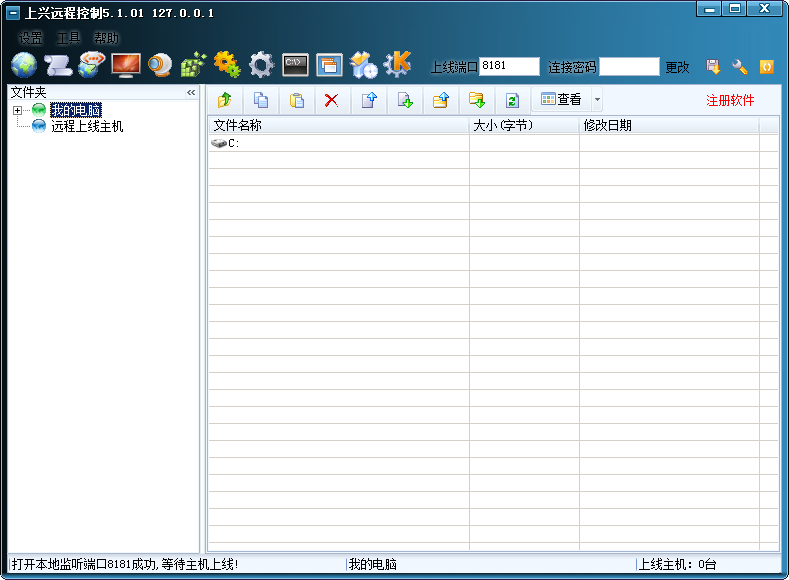 上兴远程控制5.1.01 127.0.0.1
设置 工具 帮助
上线端口 8181 连接密码 更改
文件夹
查看 注册软件
我的电脑
远程上线主机
文件名称 大小(字节) 修改日期
C:
打开本地监听端口8181成功,等待主机上线! 我的电脑 上线主机: 0台